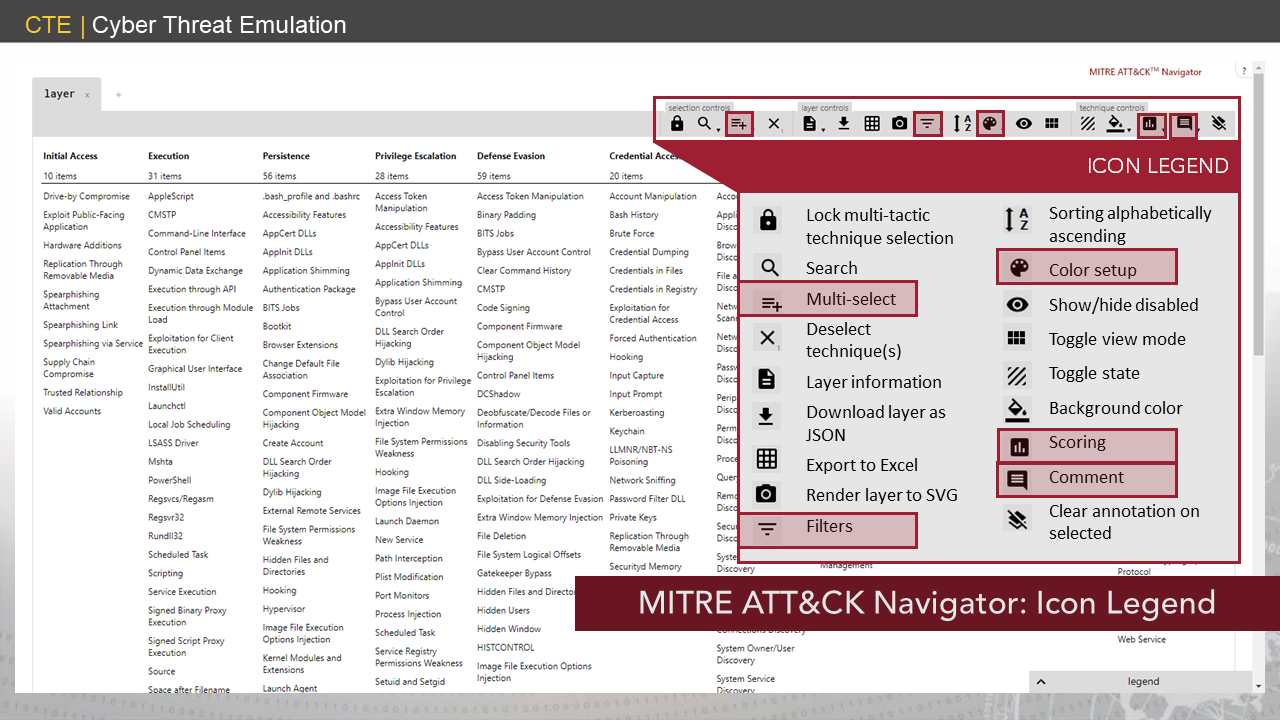 CTE | Cyber Threat Emulation
MITRE ATT&CK™ Navigator
?
layer x +
selection controls
layer controls
technique controls
ICON LEGEND
Lock multi-tactic
technique selection
Search
Multi-select
Deselect
technique(s)
Layer information
Download layer as
JSON
Export to Excel
Render layer to SVG
Filters
Sorting alphabetically
ascending
Color setup
Show/hide disabled
Toggle view mode
Toggle state
Background color
Scoring
Comment
Clear annotation on
selected
MITRE ATT&CK Navigator: Icon Legend
Initial Access
10 items
Drive-by Compromise
Exploit Public-Facing
Application
Hardware Additions
Replication Through
Removable Media
Spearphishing
Attachment
Spearphishing Link
Spearphishing via Service
Supply Chain
Compromise
Trusted Relationship
Valid Accounts
Execution
31 items
AppleScript
CMSTP
Command-Line Interface
Control Panel Items
Dynamic Data Exchange
Execution through API
Execution through Module
Load
Exploitation for Client
Execution
Graphical User Interface
InstallUtil
Launchctl
Local Job Scheduling
LSASS Driver
Mshta
PowerShell
Regsvcs/Regasm
Regsvr32
Rundll32
Scheduled Task
Scripting
Service Execution
Signed Binary Proxy
Execution
Signed Script Proxy
Execution
Source
Space after Filename
Persistence
56 items
.bash_profile and .bashrc
Accessibility Features
AppCert DLLs
AppInit DLLs
Application Shimming
Authentication Package
BITS Jobs
Bootkit
Browser Extensions
Change Default File
Association
Component Firmware
Component Object Model
Hijacking
Create Account
DLL Search Order
Hijacking
Dylib Hijacking
External Remote Services
File System Permissions
Weakness
Hidden Files and
Directories
Hooking
Hypervisor
Image File Execution
Options Injection
Kernel Modules and
Extensions
Launch Agent
Privilege Escalation
28 items
Access Token
Manipulation
Accessibility Features
AppCert DLLs
AppInit DLLs
Application Shimming
Bypass User Account
Control
DLL Search Order
Hijacking
Dylib Hijacking
Exploitation for Privilege
Escalation
Extra Window Memory
Injection
File System Permissions
Weakness
Hooking
Image File Execution
Options Injection
Launch Daemon
New Service
Path Interception
Plist Modification
Port Monitors
Process Injection
Scheduled Task
Service Registry
Permissions Weakness
Setuid and Setgid
Defense Evasion
59 items
Access Token Manipulation
Binary Padding
BITS Jobs
Bypass User Account Control
Clear Command History
CMSTP
Code Signing
Component Firmware
Component Object Model
Hijacking
Control Panel Items
DCShadow
Deobfuscate/Decode Files or
Information
Disabling Security Tools
DLL Search Order Hijacking
DLL Side-Loading
Exploitation for Defense Evasion
Extra Window Memory Injection
File Deletion
File System Logical Offsets
Gatekeeper Bypass
Hidden Files and
Hidden Users
Hidden Window
HISTCONTROL
Image File Execution Options
Injection
Credential
20 items
Account Manipulation
Bash History
Brute Force
Credential Dumping
Credentials in Files
Credentials in Registry
Exploitation for
Credential Access
Forced Authentication
Hooking
Input Capture
Input Prompt
Kerberoasting
Keychain
LLMNR/NBT-NS
Poisoning
Network Sniffing
Password Filter DLL
Private Keys
Replication Through
Removable Media
Securityd Memory
System Owner/User
Discovery
System Service
Discovery
Protocol
Web Service
legend